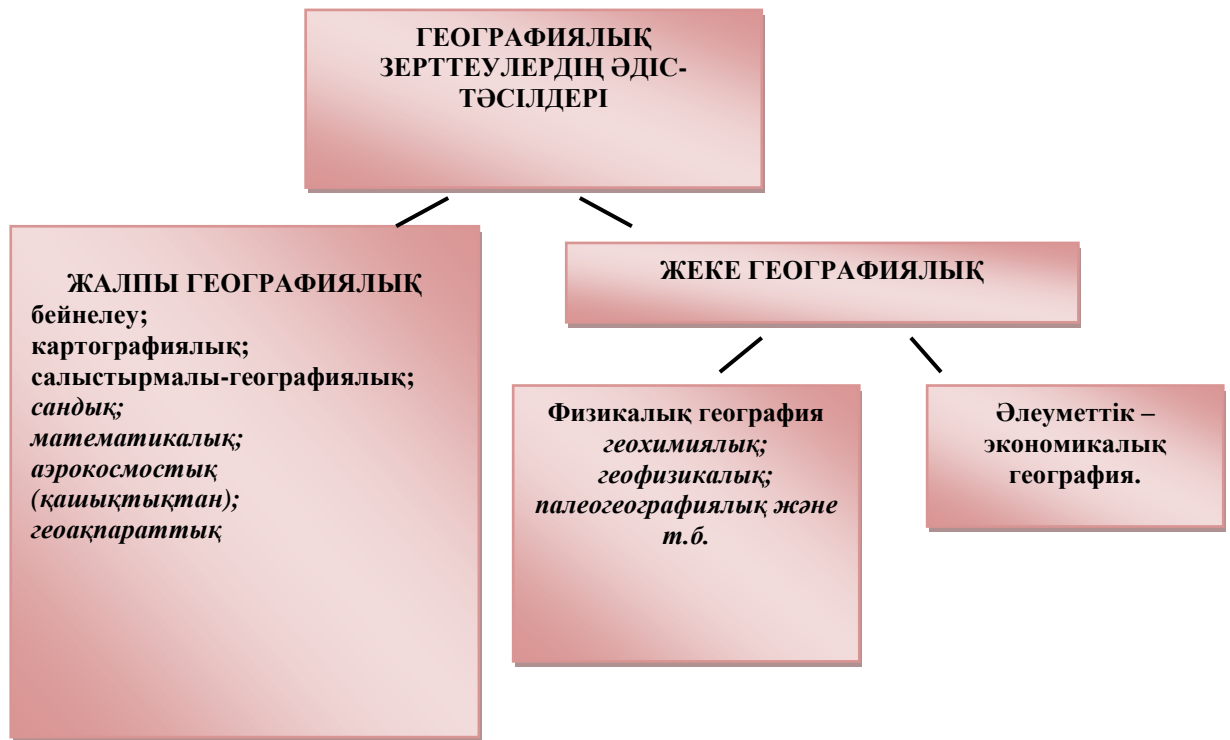 ГЕОГРАФИЯЛЫҚ
ЗЕРТТЕУЛЕРДІҢ ӘДІС-
ТӘСІЛДЕРІ
ЖАЛПЫ ГЕОГРАФИЯЛЫҚ
бейнелеу;
картографиялық;
салыстырмалы-географиялық;
сандық;
математикалық;
аэрокосмостық
(қашықтықтан);
геоақпараттық
ЖЕКЕ ГЕОГРАФИЯЛЫҚ
Физикалық география
геохимиялық;
геофизикалық;
палеогеографиялық және
т.б.
Әлеуметтік –
экономикалық
география.